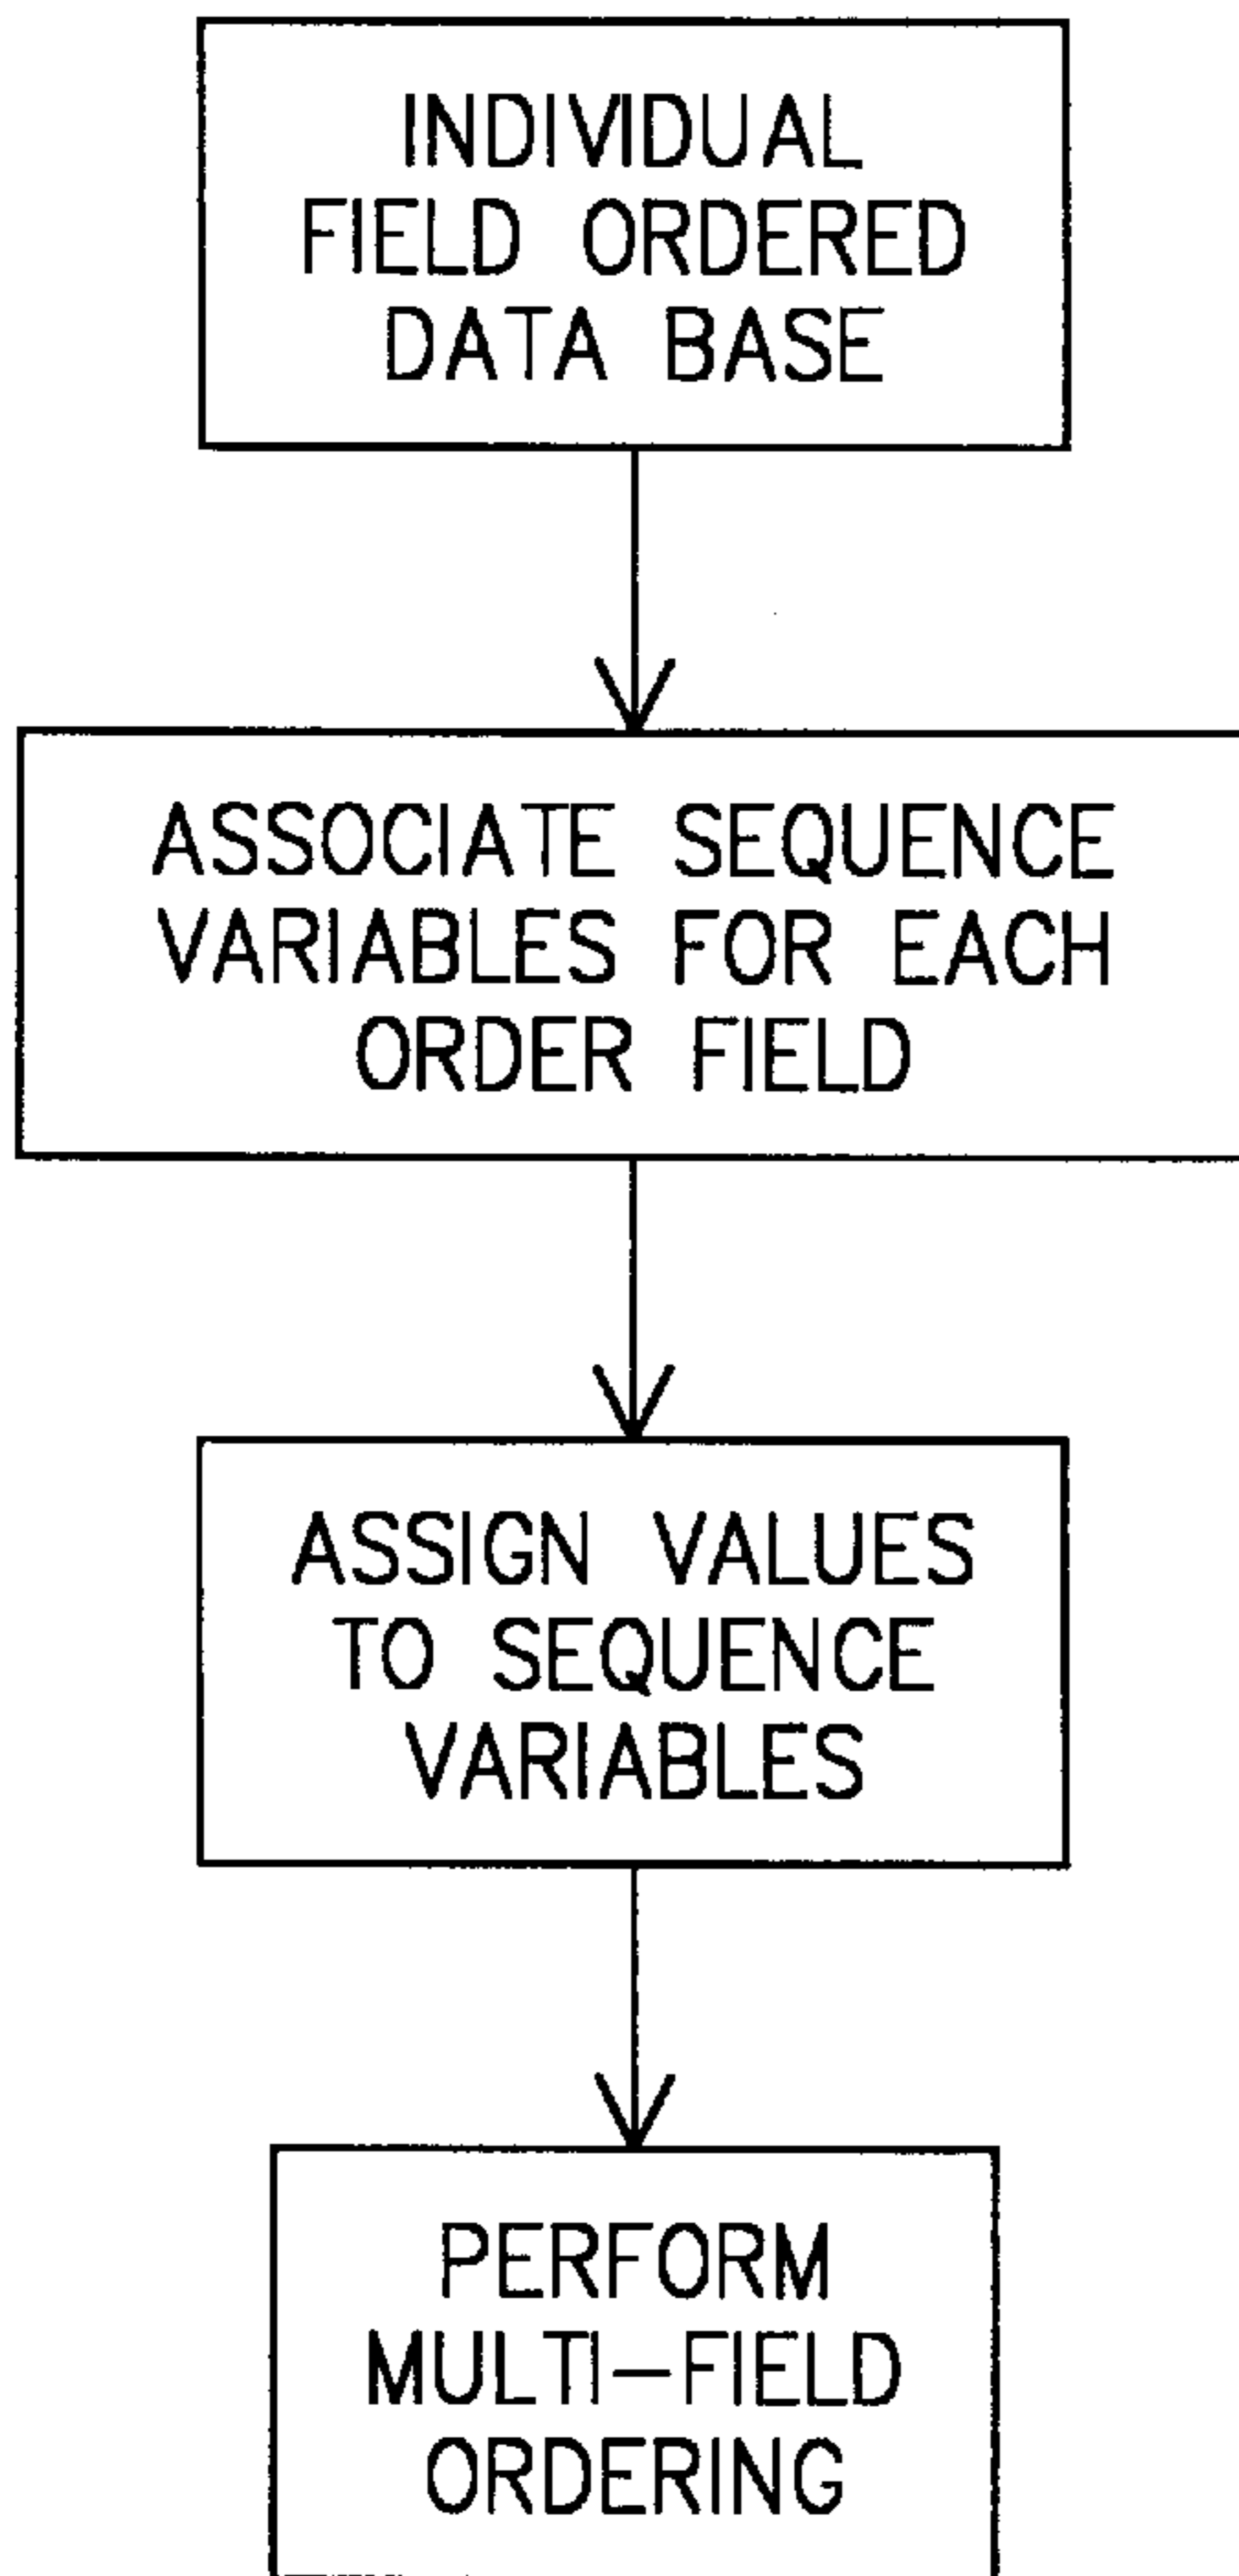 INDIVIDUAL
FIELD ORDERED
DATA BASE
ASSOCIATE SEQUENCE
VARIABLES FOR EACH
ORDER FIELD
ASSIGN VALUES
TO SEQUENCE
VARIABLES
PERFORM
MULTI-FIELD
ORDERING